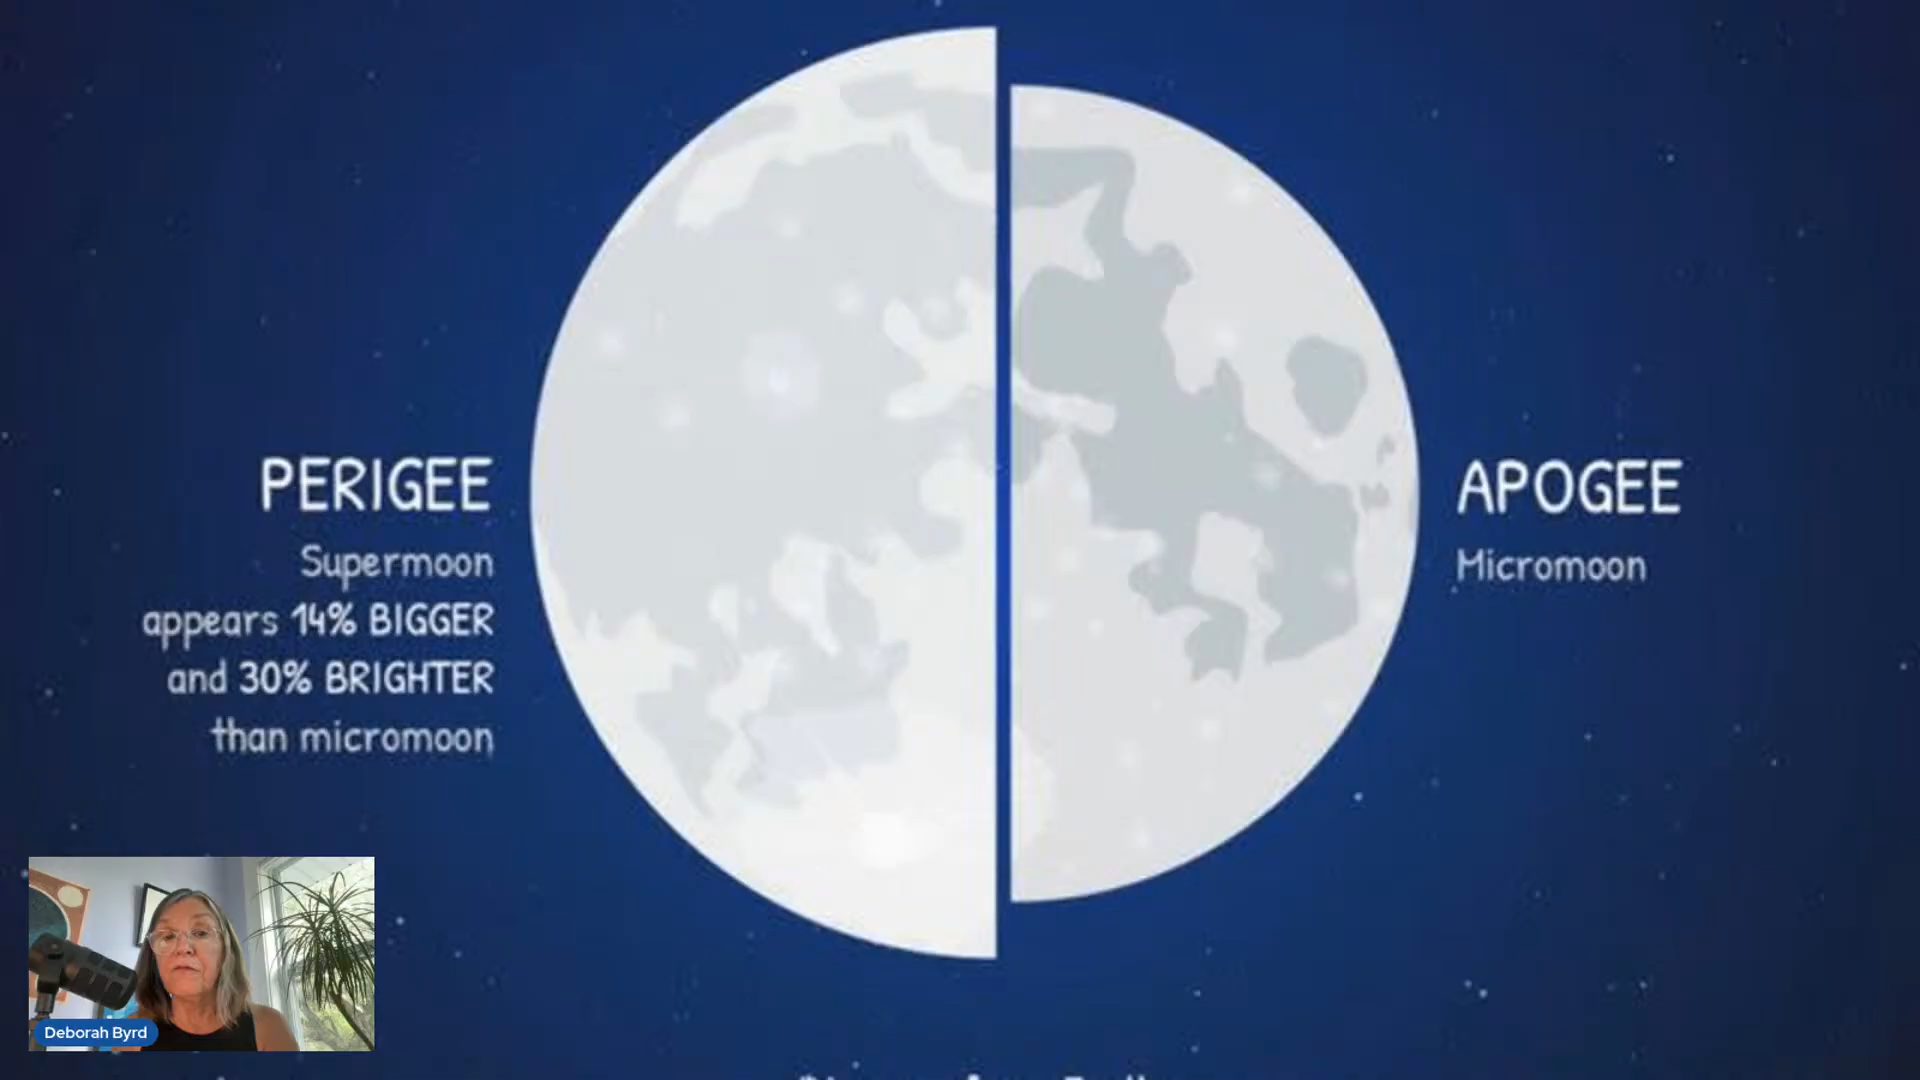 PERIGEE
Supermoon
appears 14% BIGGER
and 30% BRIGHTER
than micromoon
APOGEE
Micromoon
Deborah Byrd